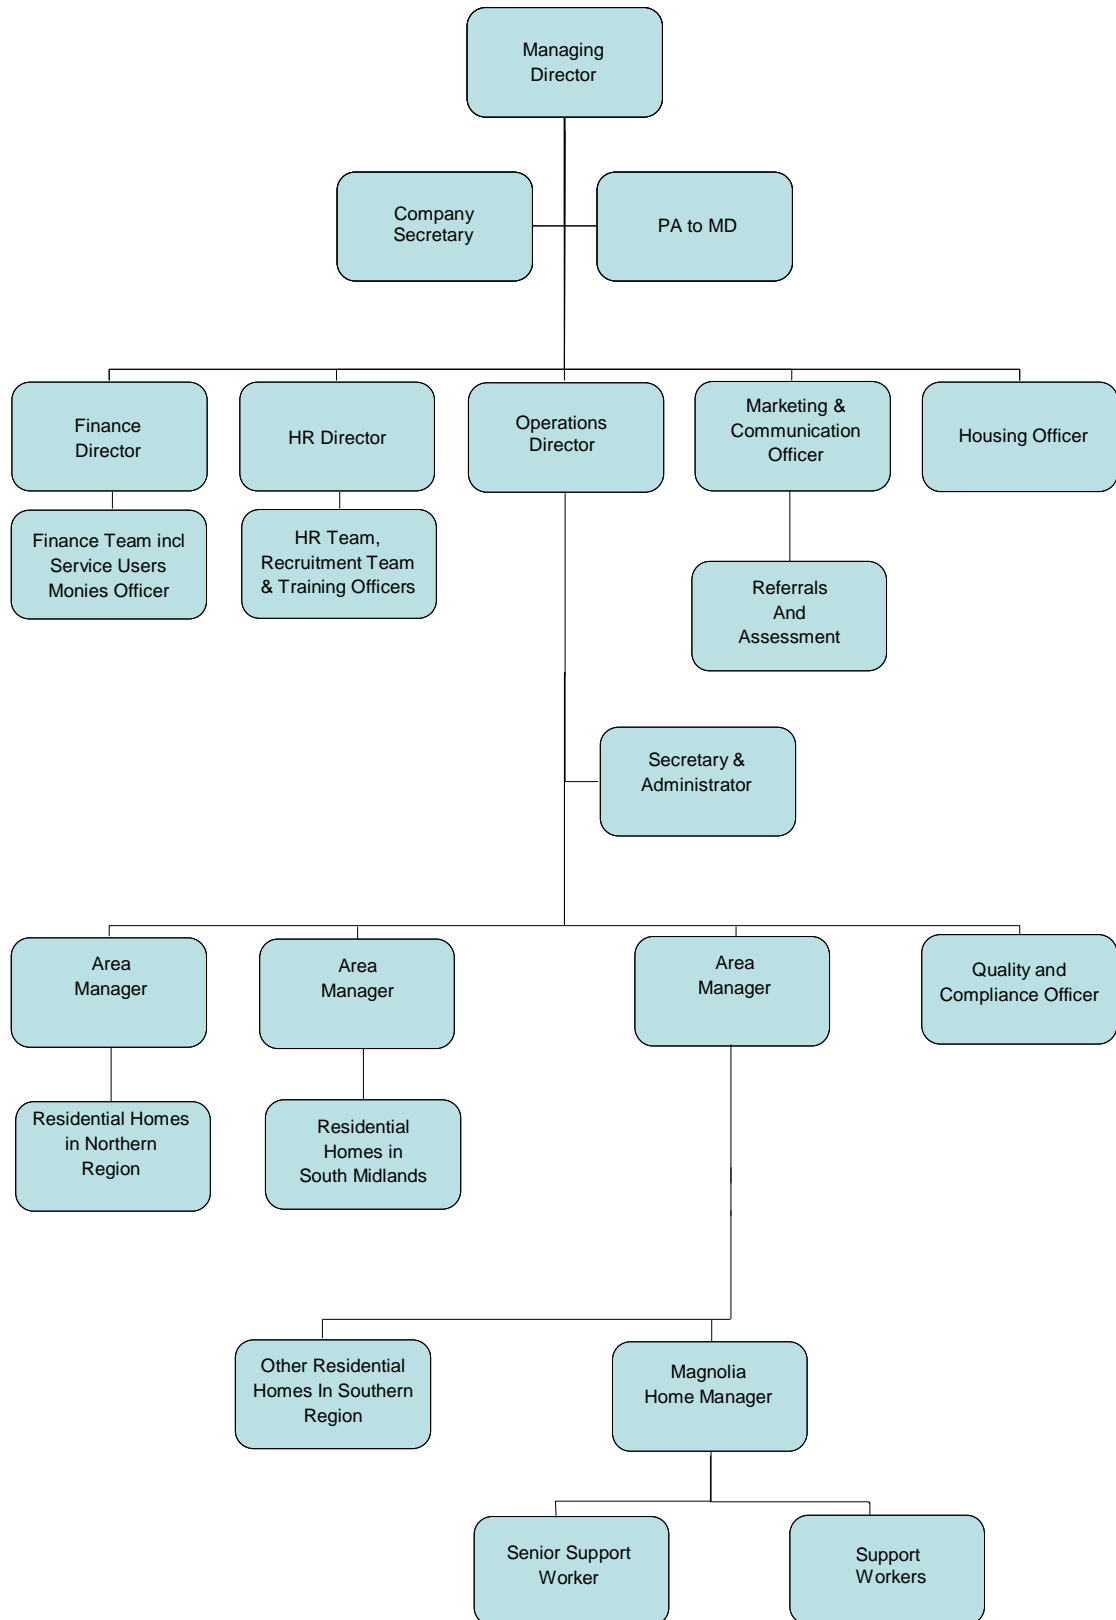 Managing
Director
Company
Secretary
PA to MD
Finance
Director
HR Director
Operations
Director
Marketing &
Communication
Officer
Housing Officer
Finance Team incl
Service Users
Monies Officer
HR Team,
Recruitment Team
& Training Officers
Referrals
And
Assessment
Secretary &
Administrator
Area
Manager
Area
Manager
Area
Manager
Quality and
Compliance Officer
Residential Homes
in Northern
Region
Residential
Homes in
South Midlands
Other Residential
Homes In Southern
Region
Magnolia
Home Manager
Senior Support
Worker
Support
Workers